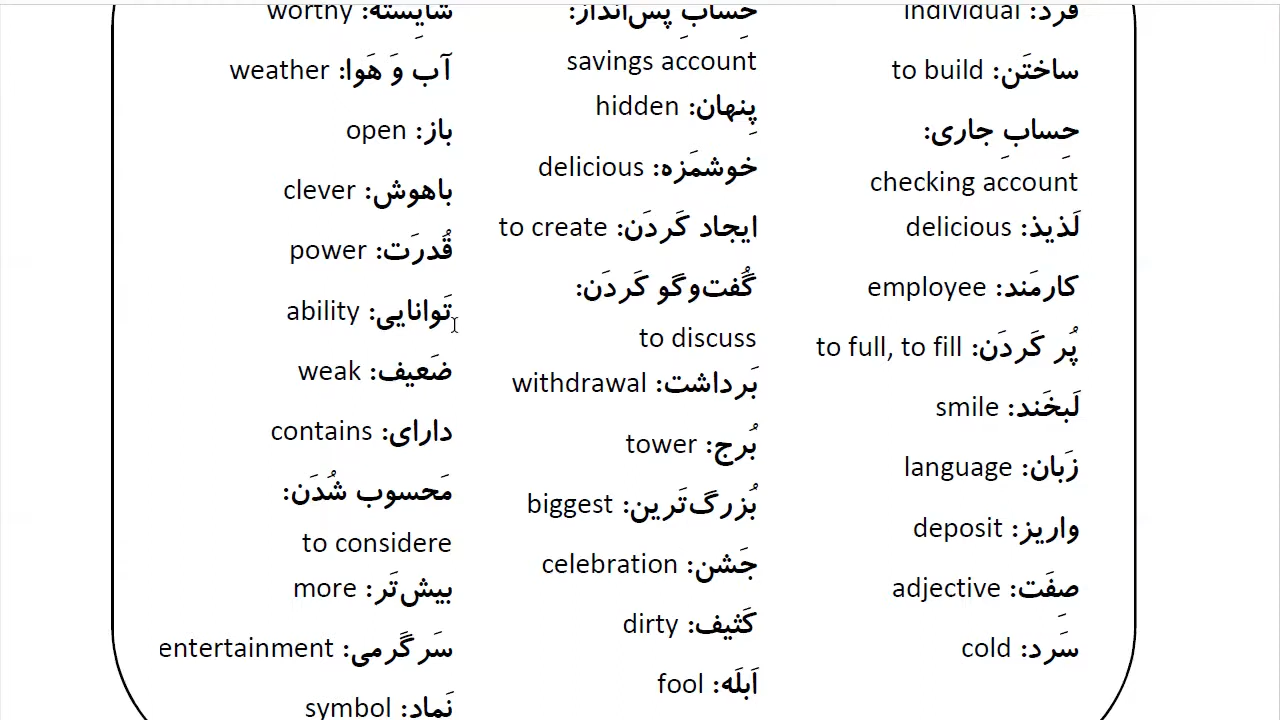 فَرد: individual
ساختَن: to build
حِسابِ جاری:
checking account
لَذیذ: delicious
کارمَند: employee
پُر کَردَن: to full, to fill
لَبخَند: smile
زَبان: language
واریز: deposit
صِفَت: adjective
سَرد: cold
حِسابِ پس‌انداز:
savings account
پِنهان: hidden
خوشمَزه: delicious
ایجاد کَردَن: to create
گُفت‌وگو کَردَن:
to discuss
بَرداشت: withdrawal
بُرج: tower
بُزرگ‌تَرین: biggest
جَشن: celebration
کَثیف: dirty
اَبلَه: fool
شایِسته: worthy
آب وَ هَوا: weather
باز: open
باهوش: clever
قُدرَت: power
تَوانایی: ability
ضَعیف: weak
دارای: contains
مَحسوب شُدَن:
to considere
بیش‌تَر: more
سَرگَرمی: entertainment
نَماد: symbol